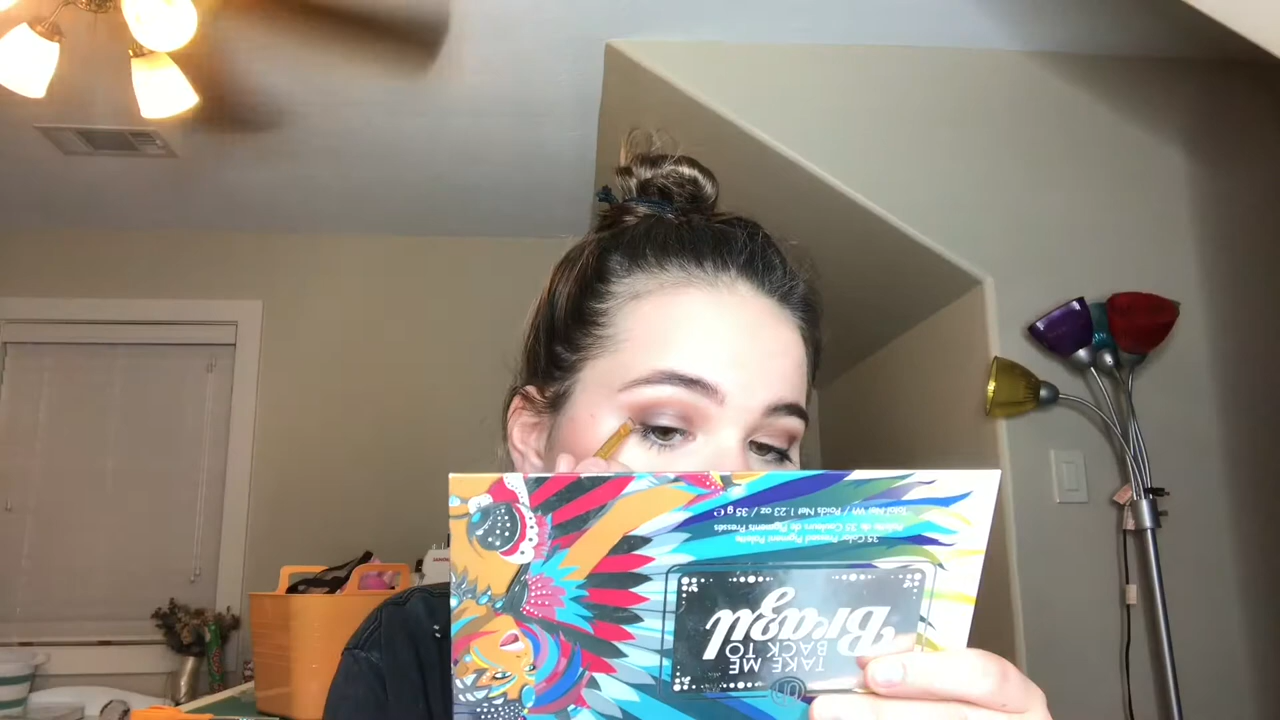 TAKE ME
BACK TO
Brazil
35 Color Pressed Pigment Palette
Palette de 35 Couleurs de Pigments Pressés
Total Net Wt / Poids Net 1.23 oz / 35 g ℮